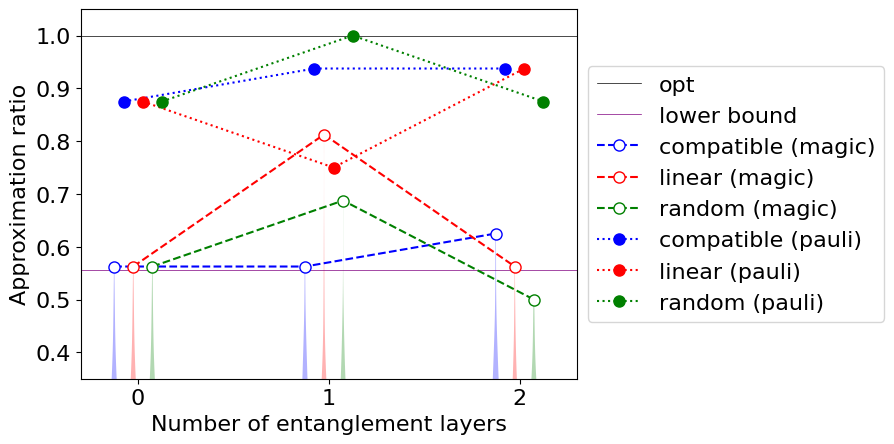 1.0
0.9
0.8
0.7
0.6
0.5
0.4
Approximation ratio
0 1 2
Number of entanglement layers
opt
lower bound
compatible (magic)
linear (magic)
random (magic)
compatible (pauli)
linear (pauli)
random (pauli)